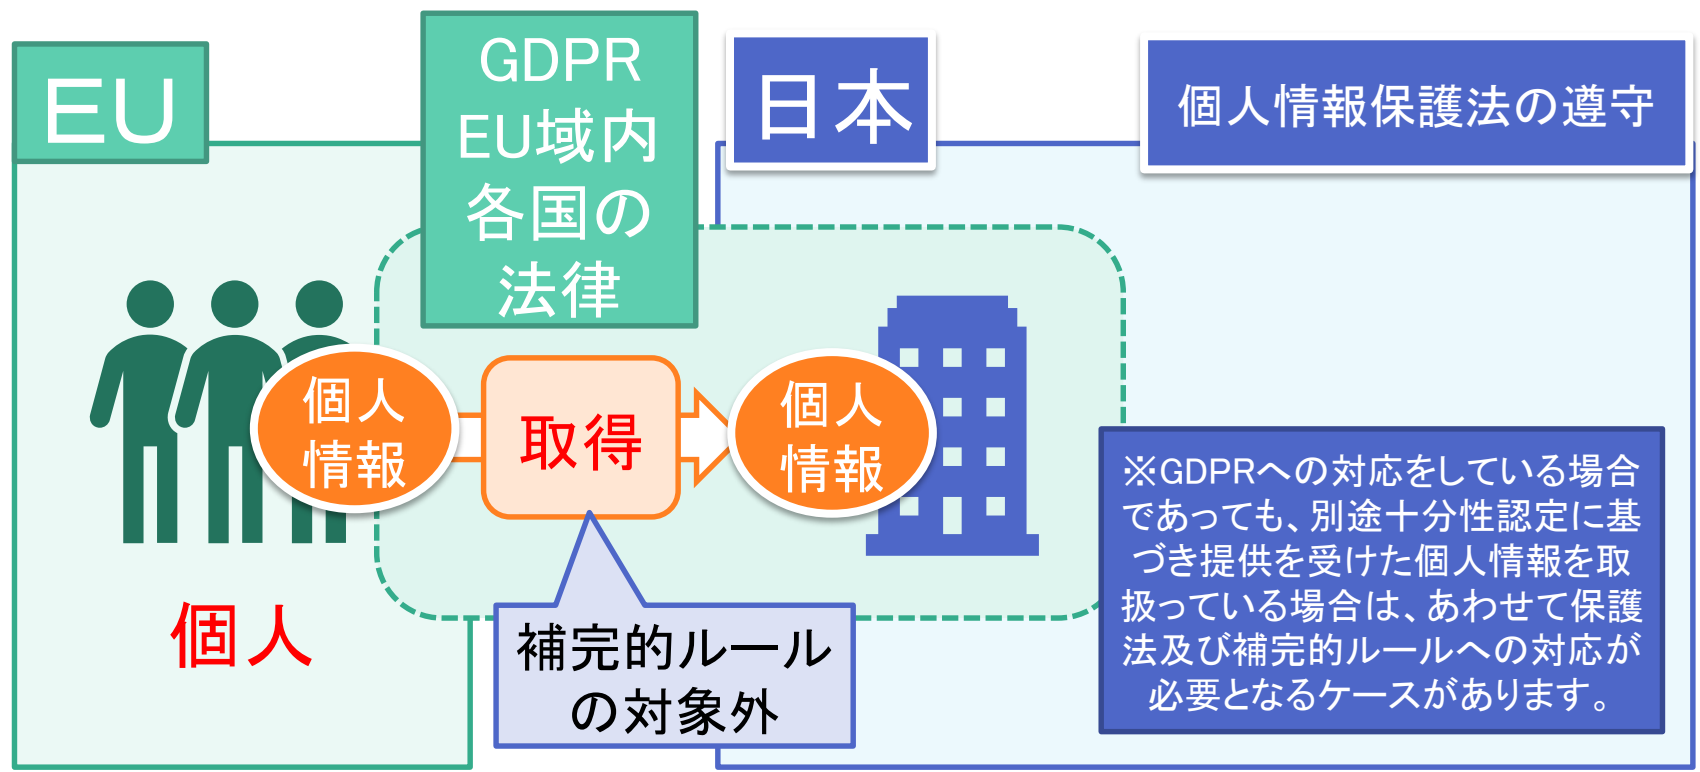 EU
GDPR
EU域内
各国の
法律
日本
個人情報保護法の遵守
個人
情報
取得
個人
情報
個人
補完的ルール
の対象外
※GDPRへの対応をしている場合
であっても、別途十分性認定に基
づき提供を受けた個人情報を取
扱っている場合は、あわせて保護
法及び補完的ルールへの対応が
必要となるケースがあります。